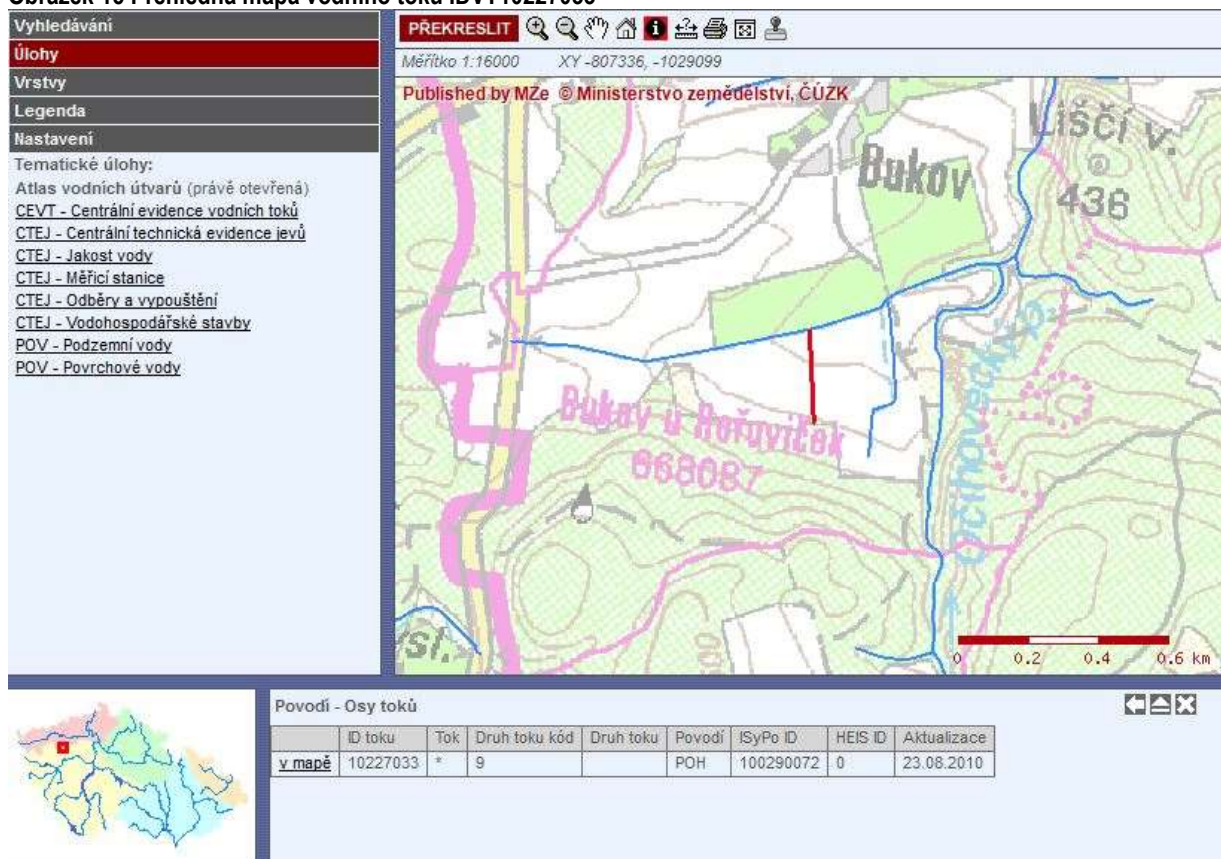 Vyhledávání
Úlohy
Vrstvy
Legenda
Nastavení
Tematické úlohy:
Atlas vodních útvarů (právě otevřená)
CEVT - Centrální evidence vodních toků
CTEJ - Centrální technická evidence jevů
CTEJ - Jakost vody
CTEJ - Měřicí stanice
CTEJ - Odběry a vypouštění
CTEJ - Vodohospodářské stavby
POV - Podzemní vody
POV - Povrchové vody
PŘEKRESLIT
Měřítko 1:16000 XY -807336, -1029099
Published by MZe © Ministerstvo zemědělství, ČÚZK
Liščí v.
436
Bukov
Bukov u Bořuviček
668087
0 0.2 0.4 0.6 km
Povodí - Osy toků
ID toku Tok Druh toku kód Druh toku Povodí ISyPo ID HEIS ID Aktualizace
v mapě 10227033 * 9 POH 100290072 0 23.08.2010